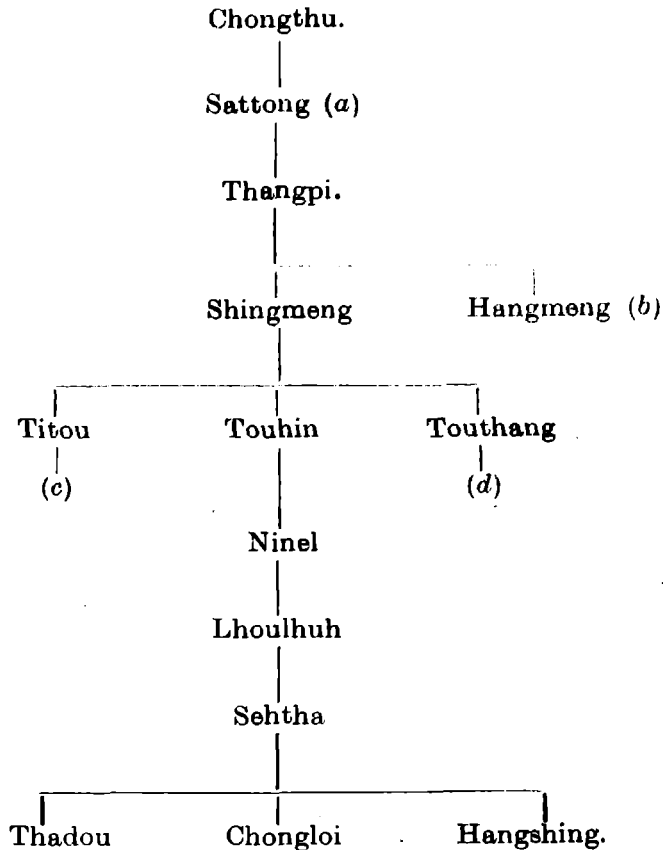 Chongthu.
Sattong (a)
Thangpi.
Shingmeng Hangmeng (b)
Titou Touhin Touthang
(c) (d)
Ninel
Lhoulhuh
Sehtha
Thadou Chongloi Hangshing.